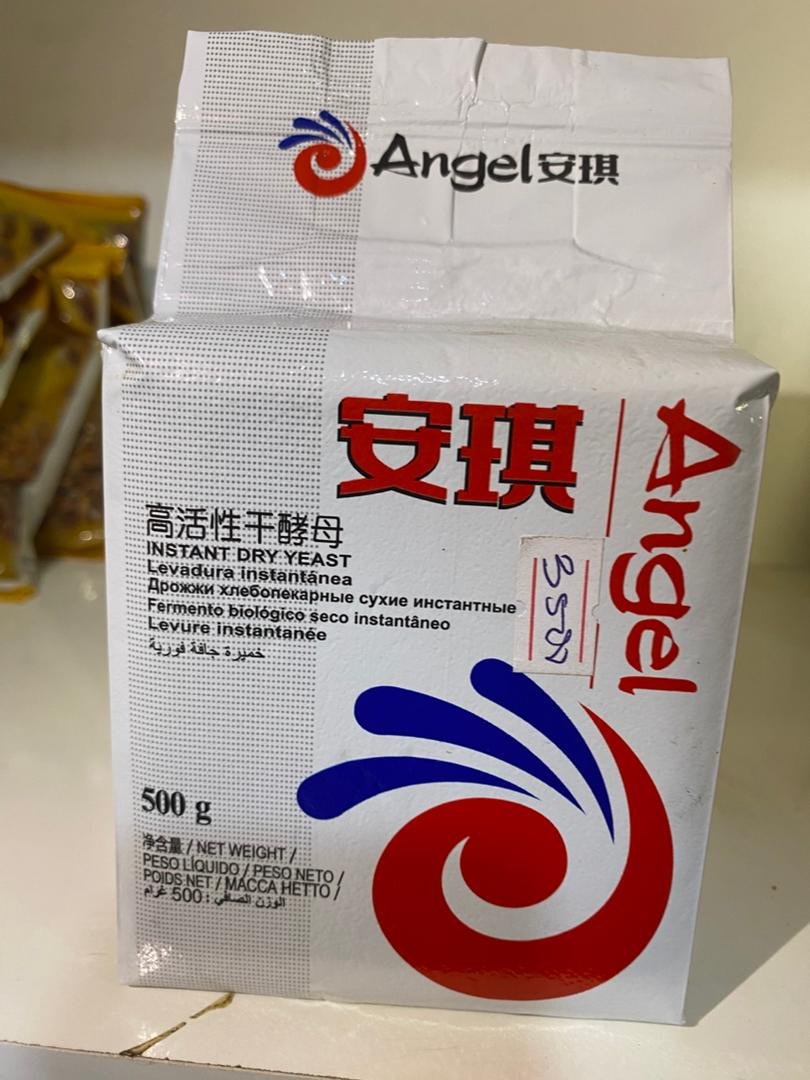 Angel安琪
安琪
Angel
高活性干酵母
INSTANT DRY YEAST
Levadura instantánea
Дрожжи хлебопекарные сухие инстантные
Fermento biológico seco instantâneo
Levure instantanée
خميرة جافة فورية
500 g
净含量 / NET WEIGHT /
PESO LÍQUIDO / PESO NETO /
POIDS NET / МАССА НЕТТО /
الوزن الصافي : 500 غرام